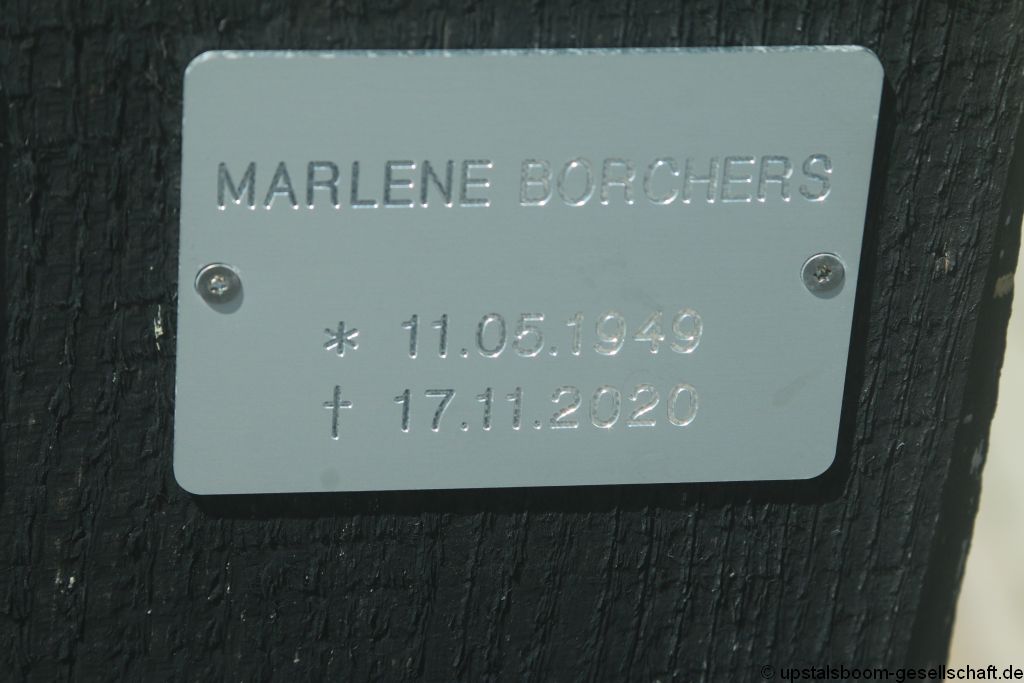 MARLENE BORCHERS
* 11.05.1949
† 17.11.2020
© upstalsboom-gesellschaft.de